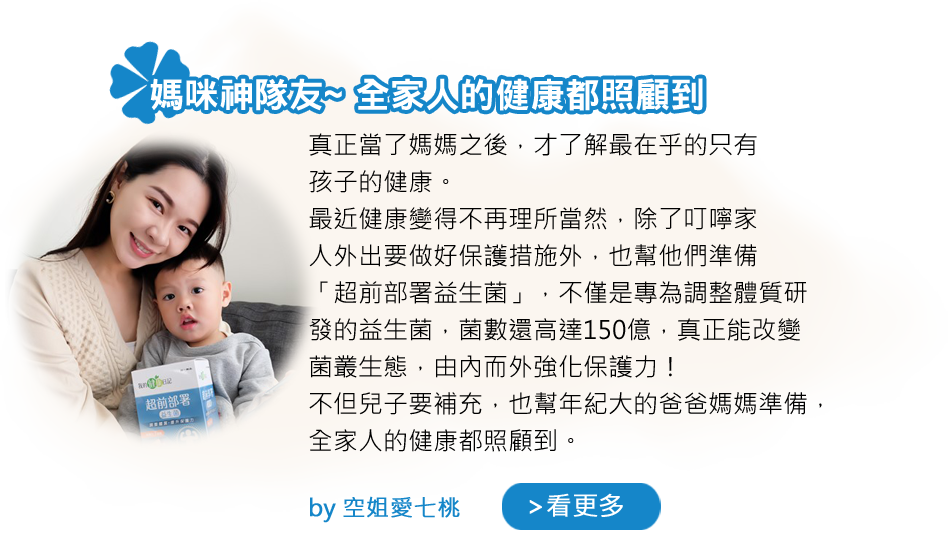 媽咪神隊友~ 全家人的健康都照顧到
真正當了媽媽之後，才了解最在乎的只有
孩子的健康。
最近健康變得不再理所當然，除了叮嚀家
人外出要做好保護措施外，也幫他們準備
「超前部署益生菌」，不僅是專為調整體質研
發的益生菌，菌數還高達150億，真正能改變
菌叢生態，由內而外強化保護力！
不但兒子要補充，也幫年紀大的爸爸媽媽準備，
全家人的健康都照顧到。
超前部署
益生菌
by 空姐愛七桃
>看更多